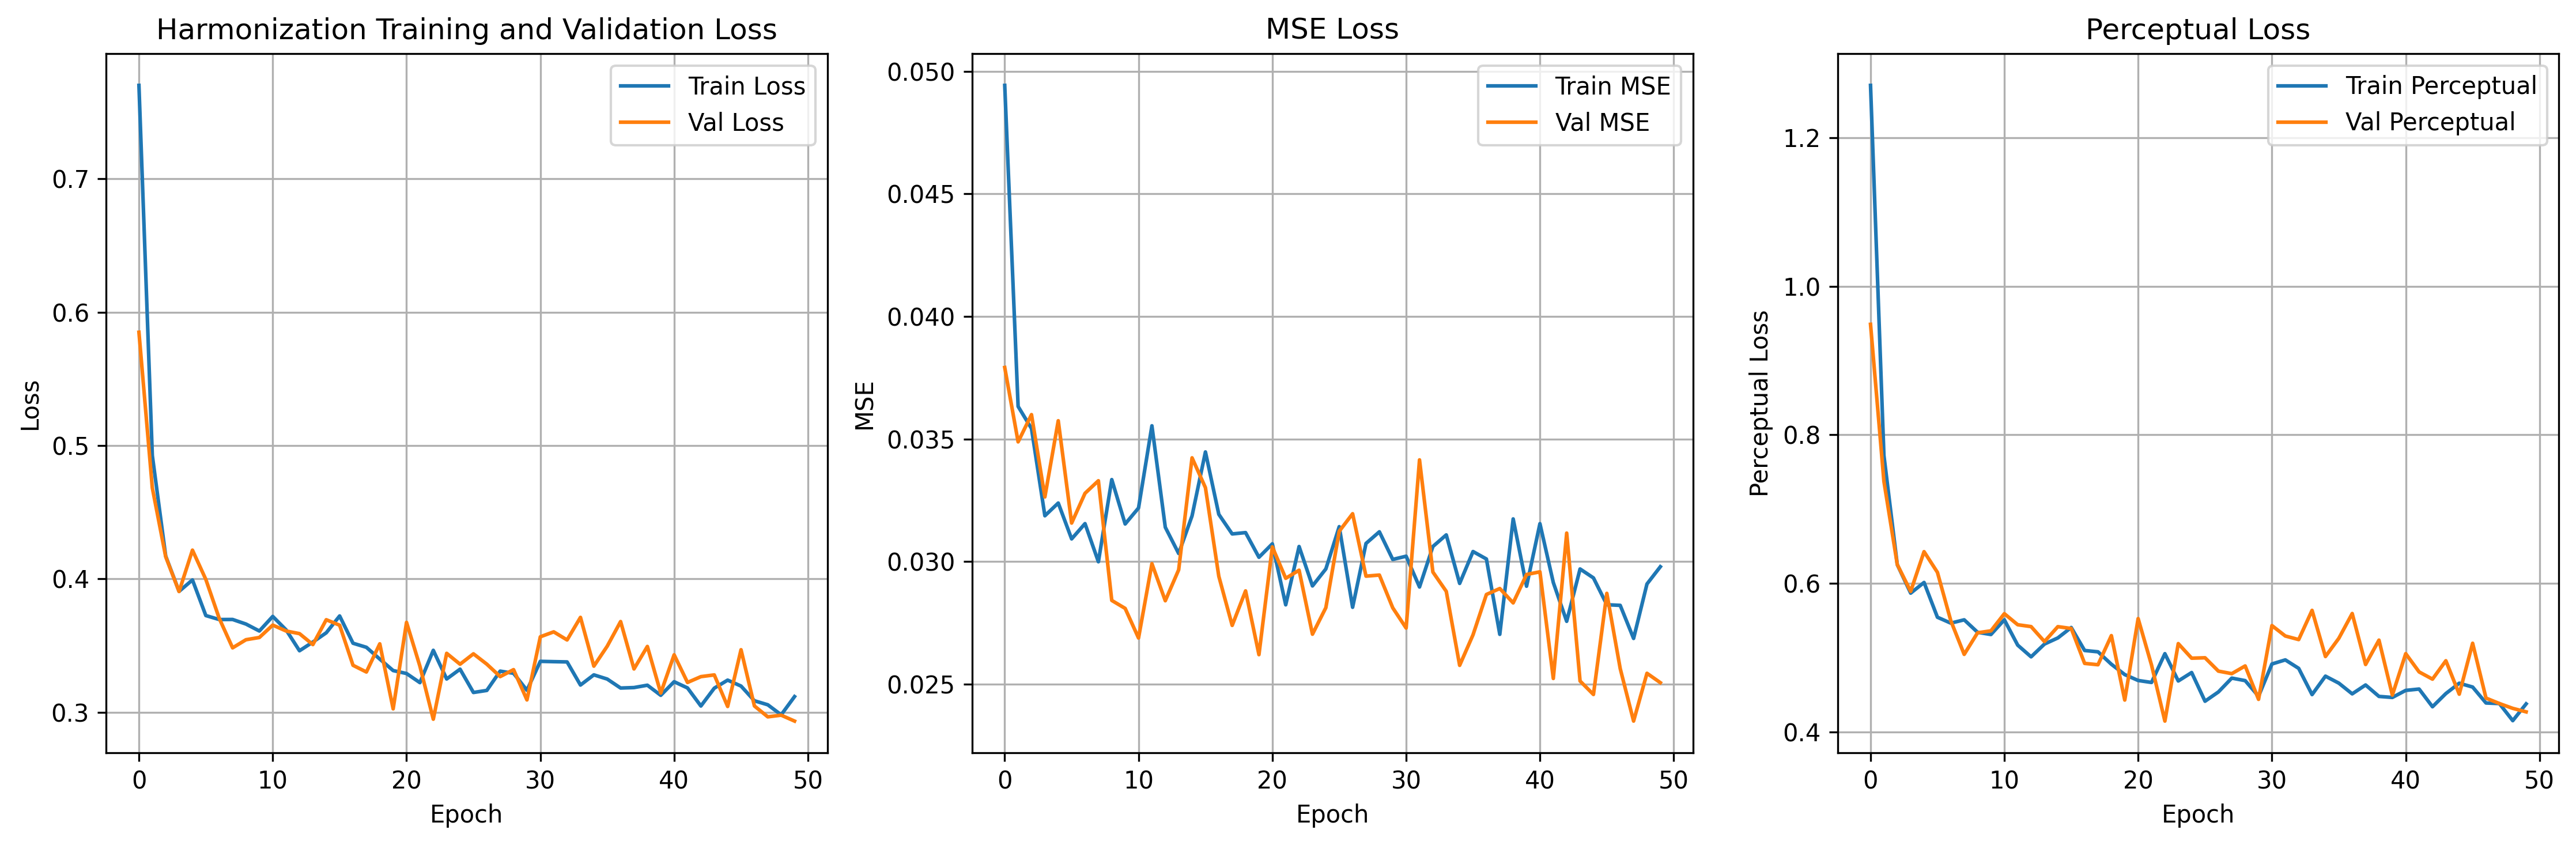 Harmonization Training and Validation Loss
Train Loss
Val Loss
0.7
0.6
0.5
0.4
0.3
Loss
0 10 20 30 40 50
Epoch
MSE Loss
Train MSE
Val MSE
0.050
0.045
0.040
0.035
0.030
0.025
MSE
0 10 20 30 40 50
Epoch
Perceptual Loss
Train Perceptual
Val Perceptual
1.2
1.0
0.8
0.6
0.4
Perceptual Loss
0 10 20 30 40 50
Epoch